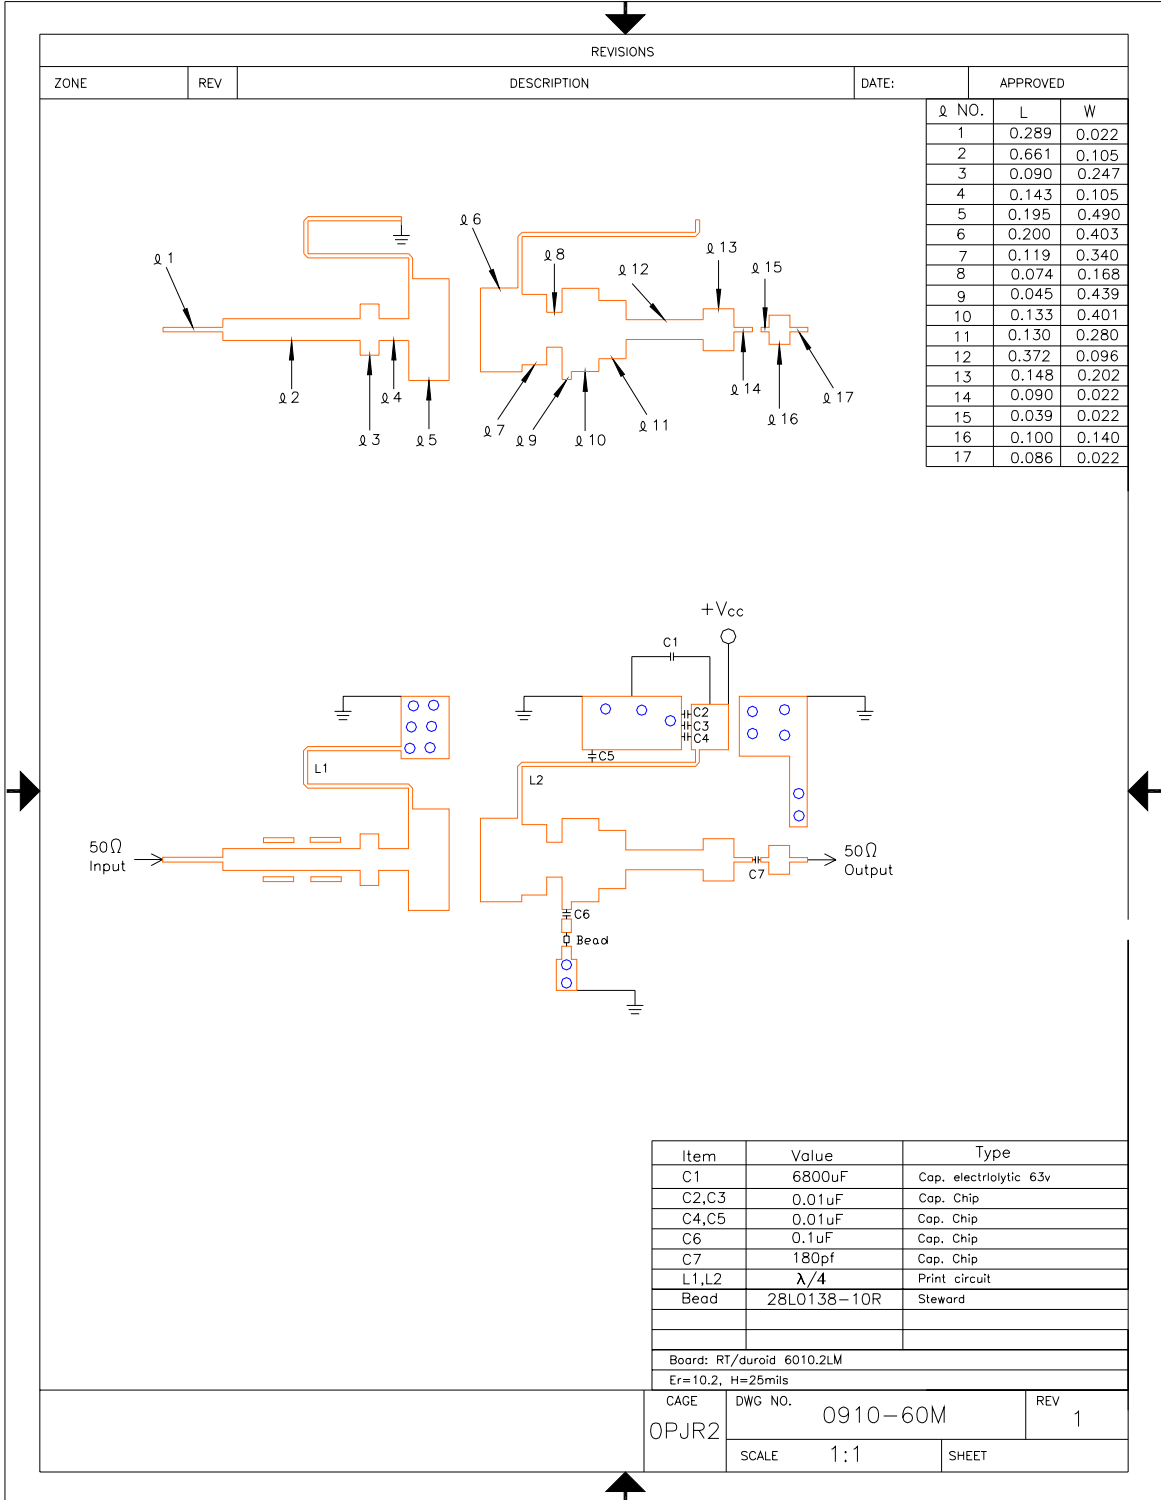 REVISIONS
ZONE REV DESCRIPTION DATE: APPROVED
ℓ NO. L W
1 0.289 0.022
2 0.661 0.105
3 0.090 0.247
4 0.143 0.105
5 0.195 0.490
6 0.200 0.403
7 0.119 0.340
8 0.074 0.168
9 0.045 0.439
10 0.133 0.401
11 0.130 0.280
12 0.372 0.096
13 0.148 0.202
14 0.090 0.022
15 0.039 0.022
16 0.100 0.140
17 0.086 0.022
ℓ 6
ℓ 13
ℓ 8
ℓ 1
ℓ 12
ℓ 15
ℓ 14
ℓ 2
ℓ 4
ℓ 17
ℓ 16
ℓ 11
ℓ 7
ℓ 3
ℓ 5
ℓ 9
ℓ 10
+Vcc
C1
C2
C3
C4
C5
L1
L2
50Ω
Input
50Ω
Output
C7
C6
Bead
Item Value Type
C1 6800uF Cap. electrlolytic 63v
C2,C3 0.01uF Cap. Chip
C4,C5 0.01uF Cap. Chip
C6 0.1uF Cap. Chip
C7 180pf Cap. Chip
L1,L2 λ/4 Print circuit
Bead 28L0138-10R Steward
Board: RT/duroid 6010.2LM
Er=10.2, H=25mils
CAGE DWG NO. REV
0PJR2 0910-60M 1
SCALE 1:1 SHEET